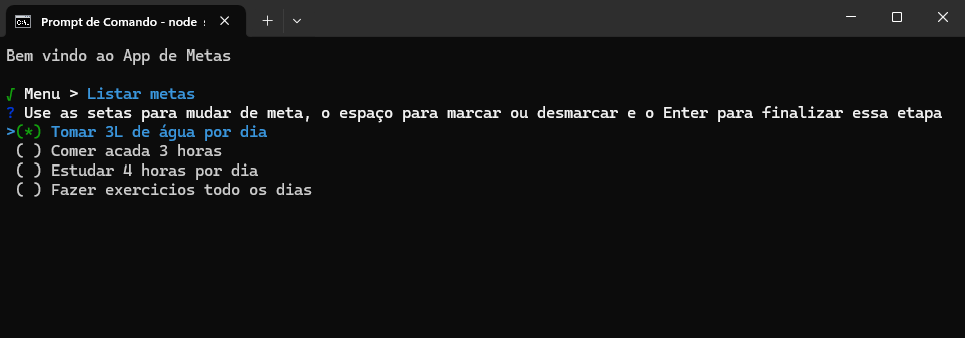 Prompt de Comando - node
Bem vindo ao App de Metas
√ Menu > Listar metas
? Use as setas para mudar de meta, o espaço para marcar ou desmarcar e o Enter para finalizar essa etapa
>(*) Tomar 3L de água por dia
( ) Comer acada 3 horas
( ) Estudar 4 horas por dia
( ) Fazer exercicios todo os dias